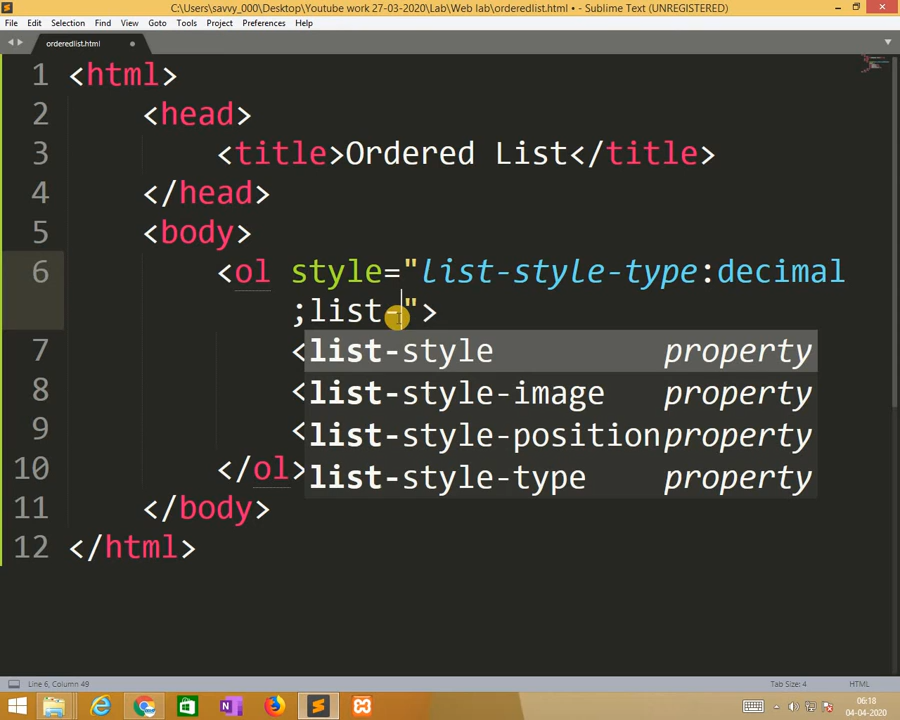 C:\Users\savvy_000\Desktop\Youtube work 27-03-2020\Lab\Web lab\orderedlist.html • - Sublime Text (UNREGISTERED)
File Edit Selection Find View Goto Tools Project Preferences Help
orderedlist.html
1 <html>
2 <head>
3 <title>Ordered List</title>
4 </head>
5 <body>
6 <ol style="list-style-type:decimal
;list-">
7 < list-style property
8 < list-style-image property
9 < list-style-position property
10 </ol> list-style-type property
11 </body>
12 </html>
Line 6, Column 49 Tab Size: 4 HTML
06:18
04-04-2020